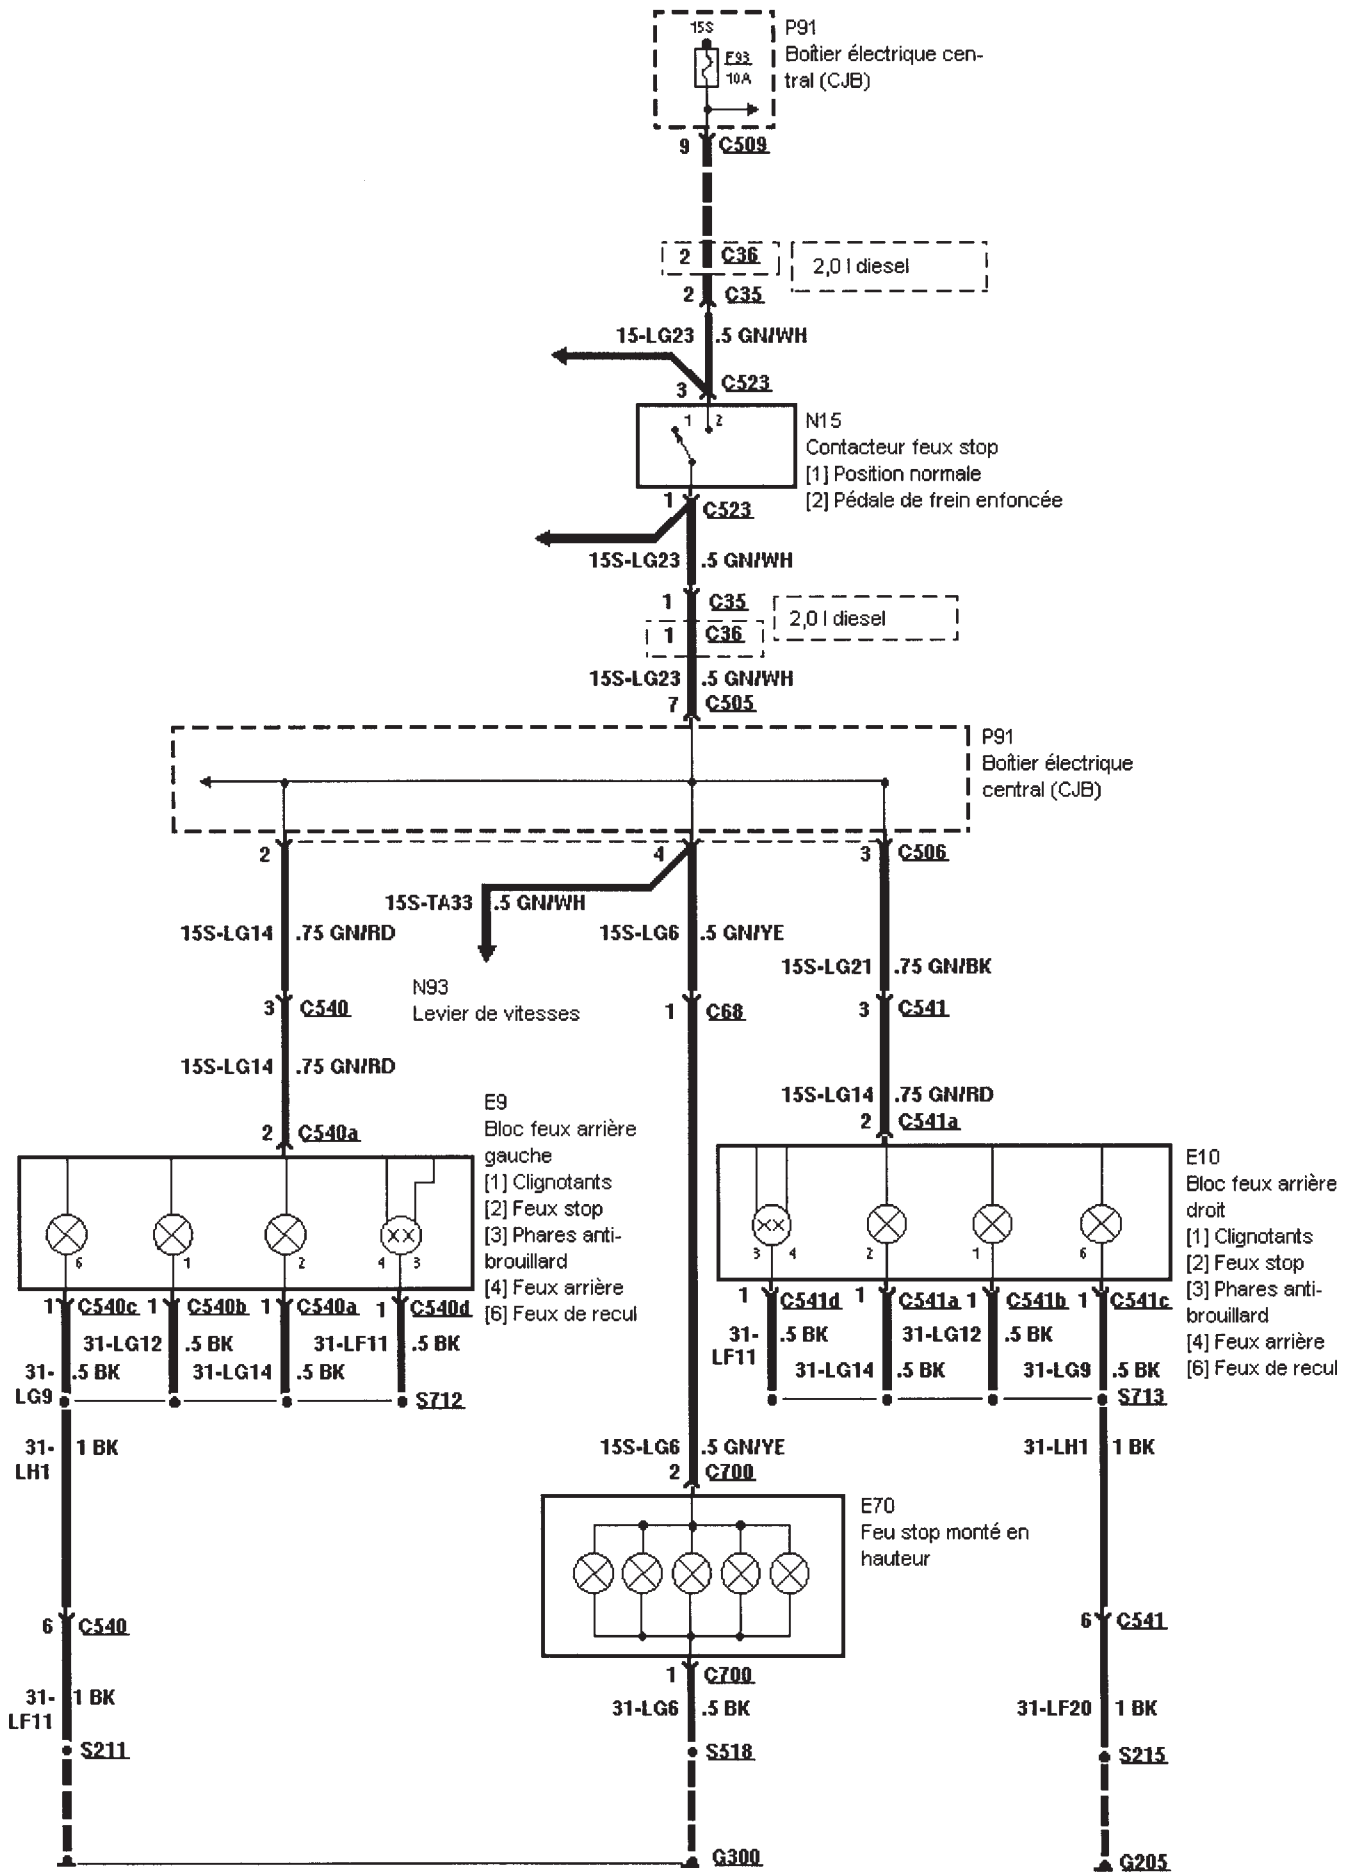 15S
F93
10A
P91
Boîtier électrique cen-
tral (CJB)
9 C509
2 C36
2,0 l diesel
2 C35
15-LG23 .5 GN/WH
3 C523
1 2
N15
Contacteur feux stop
[1] Position normale
[2] Pédale de frein enfoncée
1 C523
15S-LG23 .5 GN/WH
1 C35
2,0 l diesel
1 C36
15S-LG23 .5 GN/WH
7 C505
P91
Boîtier électrique
central (CJB)
2 4 3 C506
15S-TA33 .5 GN/WH
15S-LG14 .75 GN/RD 15S-LG6 .5 GN/YE
15S-LG21 .75 GN/BK
N93
Levier de vitesses
3 C540 1 C68 3 C541
15S-LG14 .75 GN/RD
15S-LG14 .75 GN/RD
2 C540a
2 C541a
E9
Bloc feux arrière
gauche
[1] Clignotants
[2] Feux stop
[3] Phares anti-
brouillard
[4] Feux arrière
[6] Feux de recul
E10
Bloc feux arrière
droit
[1] Clignotants
[2] Feux stop
[3] Phares anti-
brouillard
[4] Feux arrière
[6] Feux de recul
6 1 2 4 3
3 4 2 1 6
1 C540c 1 C540b 1 C540a 1 C540d
1 C541d 1 C541a 1 C541b 1 C541c
31-LG12 .5 BK 31-LF11 .5 BK
31-
LG9 .5 BK 31-LG14 .5 BK
S712
31-
LF11 .5 BK 31-LG12 .5 BK
31-LG14 .5 BK 31-LG9 .5 BK
S713
31-
LH1 1 BK
15S-LG6 .5 GN/YE
31-LH1 1 BK
2 C700
E70
Feu stop monté en
hauteur
6 C540
6 C541
1 C700
31-
LF11 1 BK
31-LG6 .5 BK
31-LF20 1 BK
S211
S518
S215
G300
G205